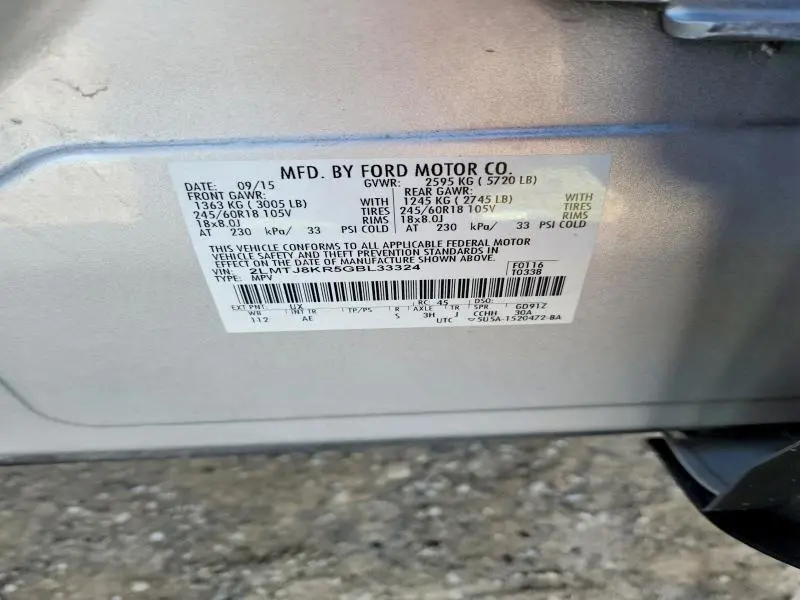 MFD. BY FORD MOTOR CO.
DATE: 09/15 GVWR: 2595 KG ( 5720 LB)
FRONT GAWR: REAR GAWR:
1363 KG ( 3005 LB) WITH 1245 KG ( 2745 LB) WITH
245/60R18 105V TIRES 245/60R18 105V TIRES
18x8.0J RIMS 18x8.0J RIMS
AT 230 kPa/ 33 PSI COLD AT 230 kPa/ 33 PSI COLD
THIS VEHICLE CONFORMS TO ALL APPLICABLE FEDERAL MOTOR
VEHICLE SAFETY AND THEFT PREVENTION STANDARDS IN
EFFECT ON THE DATE OF MANUFACTURE SHOWN ABOVE.
VIN: 2LMTJ8KR5GBL33324 F0116
TYPE: MPV T0338
RC: 45 DSO:
EXT PNT: UX GD91Z
WB INT TR TP/PS R AXLE TR SPR CCHH 30A
112 AE S 3H J
UTC 5U5A-1520472-BA